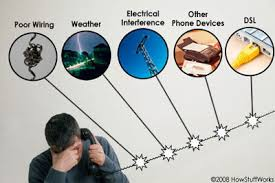 Poor Wiring
Weather
Electrical
Interference
Other
Phone Devices
DSL
©2008 HowStuffWorks